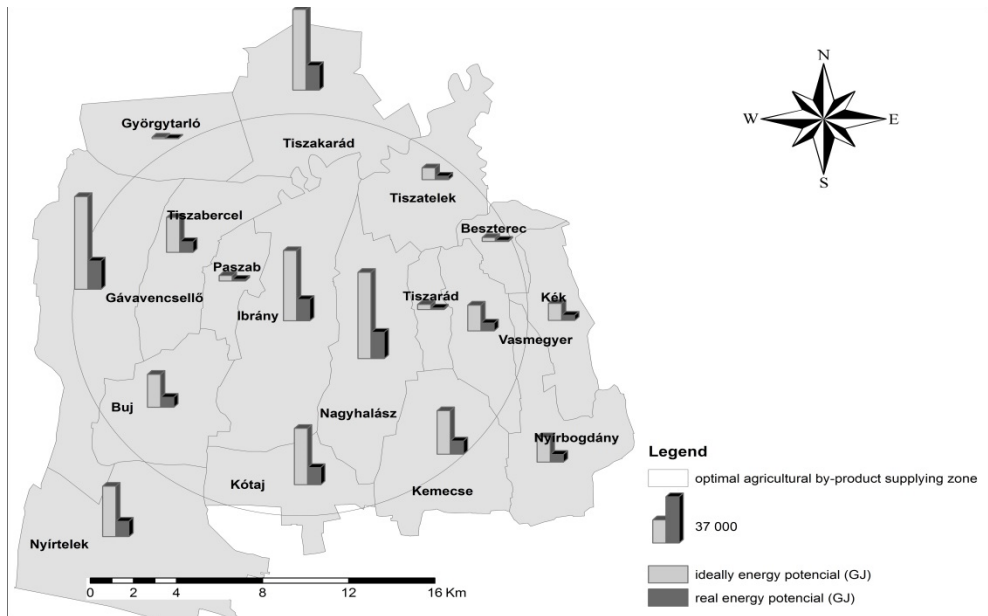 N
W
E
S
Györgytarló
Tiszakarád
Tiszatelek
Tiszabercel
Beszterec
Paszab
Gávavencsellő
Ibrány
Tiszarád
Kék
Vasmegyer
Buj
Nagyhalász
Nyírbogdány
Kótaj
Kemecse
Nyírtelek
Legend
optimal agricultural by-product supplying zone
37 000
ideally energy potencial (GJ)
real energy potencial (GJ)
0 2 4 8 12 16 Km